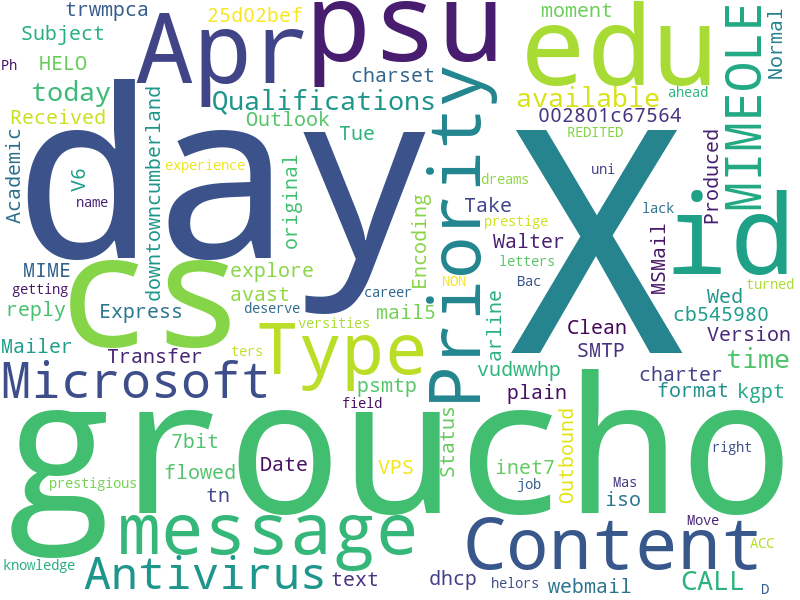 trwmpca
25d02bef
psu
moment
Normal
Subject
Apr
edu
MIMEOLE
Ph
HELO
charset
today
Qualifications
available
ahead
Received
Outlook
002801c67564
Academic
day
Tue
Priority
X
REDITED
Produced
downtowncumberland
experience
original
V6
name
dreams
uni
id
lack
Encoding
Take
prestige
MSMail
Walter
letters
MIME
cs
explore
Bac
NON
turned
getting
avast
career
Wed
reply
Express
deserve
mail5
arline
cb545980
versities
Clean
Version
Mailer
Transfer
ters
Type
SMTP
time
vudwwhp
Microsoft
psmtp
plain
charter
format
kgpt
field
groucho
Status
Outbound
7bit
right
flowed
Date
VPS
inet7
job
Mas
prestigious
tn
iso
message
Move
Content
ACC
knowledge
Antivirus
text
dhcp
helors
webmail
CALL
D